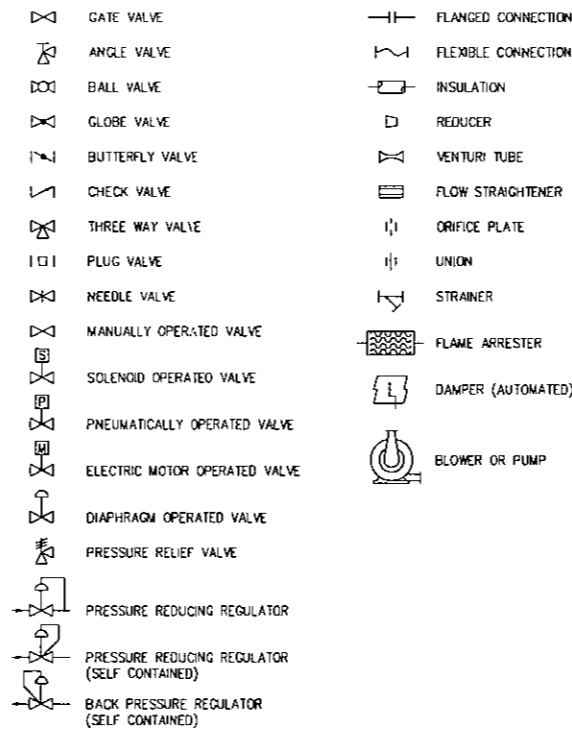 GATE VALVE
ANGLE VALVE
BALL VALVE
GLOBE VALVE
BUTTERFLY VALVE
CHECK VALVE
THREE WAY VALVE
PLUG VALVE
NEEDLE VALVE
MANUALLY OPERATED VALVE
S
SOLENOID OPERATED VALVE
P
PNEUMATICALLY OPERATED VALVE
M
ELECTRIC MOTOR OPERATED VALVE
DIAPHRAGM OPERATED VALVE
PRESSURE RELIEF VALVE
PRESSURE REDUCING REGULATOR
PRESSURE REDUCING REGULATOR
(SELF CONTAINED)
BACK PRESSURE REGULATOR
(SELF CONTAINED)
FLANGED CONNECTION
FLEXIBLE CONNECTION
INSULATION
REDUCER
VENTURI TUBE
FLOW STRAIGHTENER
ORIFICE PLATE
UNION
STRAINER
FLAME ARRESTER
DAMPER (AUTOMATED)
BLOWER OR PUMP